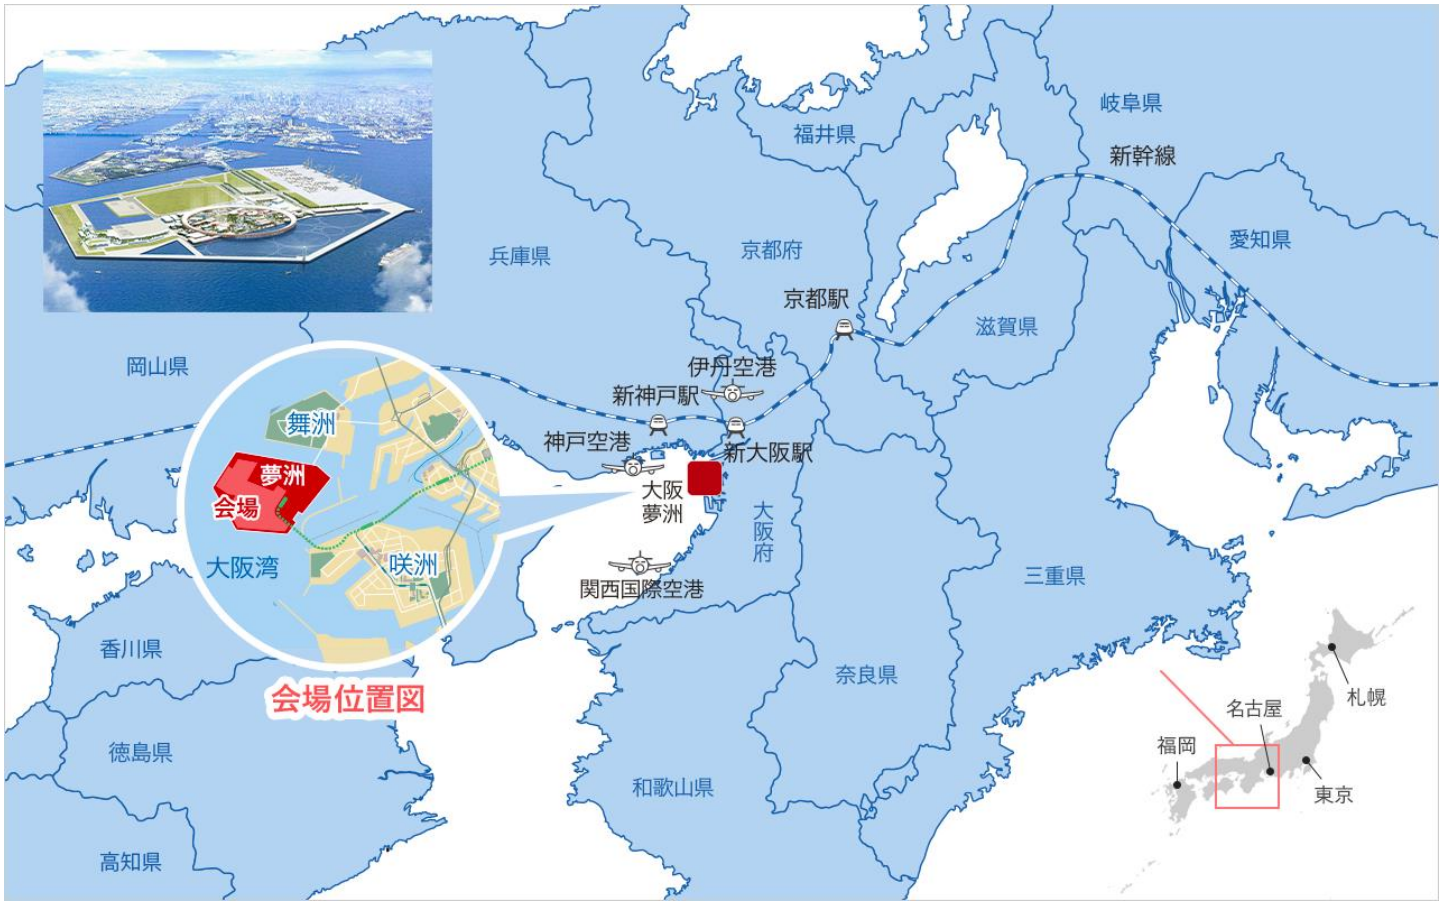 岐阜県
福井県
新幹線
愛知県
京都府
兵庫県
京都駅
滋賀県
岡山県
伊丹空港
新神戸駅
神戸空港
新大阪駅
大阪
夢洲
大阪府
関西国際空港
三重県
舞洲
夢洲
会場
大阪湾
咲洲
会場位置図
香川県
奈良県
徳島県
和歌山県
高知県
札幌
名古屋
福岡
東京